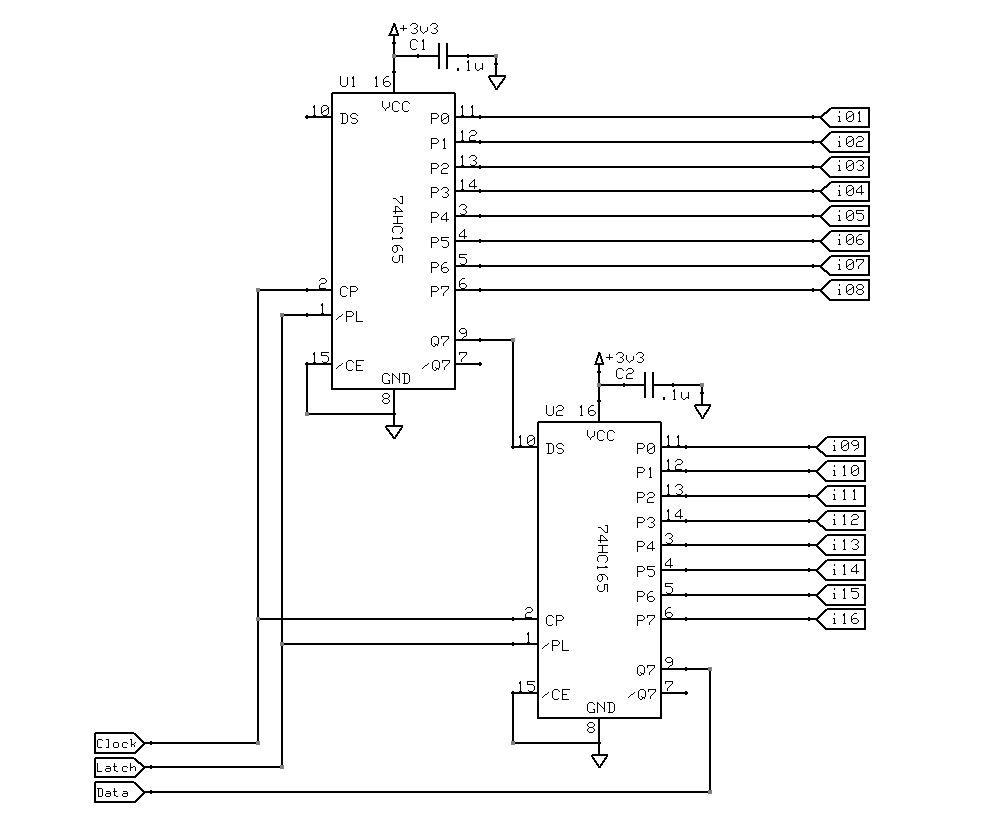 +3v3
C1
.1u
U1 16
VCC
10 DS P0 11 i01
P1 12 i02
P2 13 i03
P3 14 i04
74HC165
P4 3 i05
P5 4 i06
P6 5 i07
2 CP P7 6 i08
1 /PL
Q7 9
15 /CE /Q7 7
GND
8
+3v3
C2
.1u
U2 16
VCC
10 DS P0 11 i09
P1 12 i10
P2 13 i11
P3 14 i12
74HC165
P4 3 i13
P5 4 i14
P6 5 i15
2 CP P7 6 i16
1 /PL
Q7 9
15 /CE /Q7 7
GND
8
Clock
Latch
Data